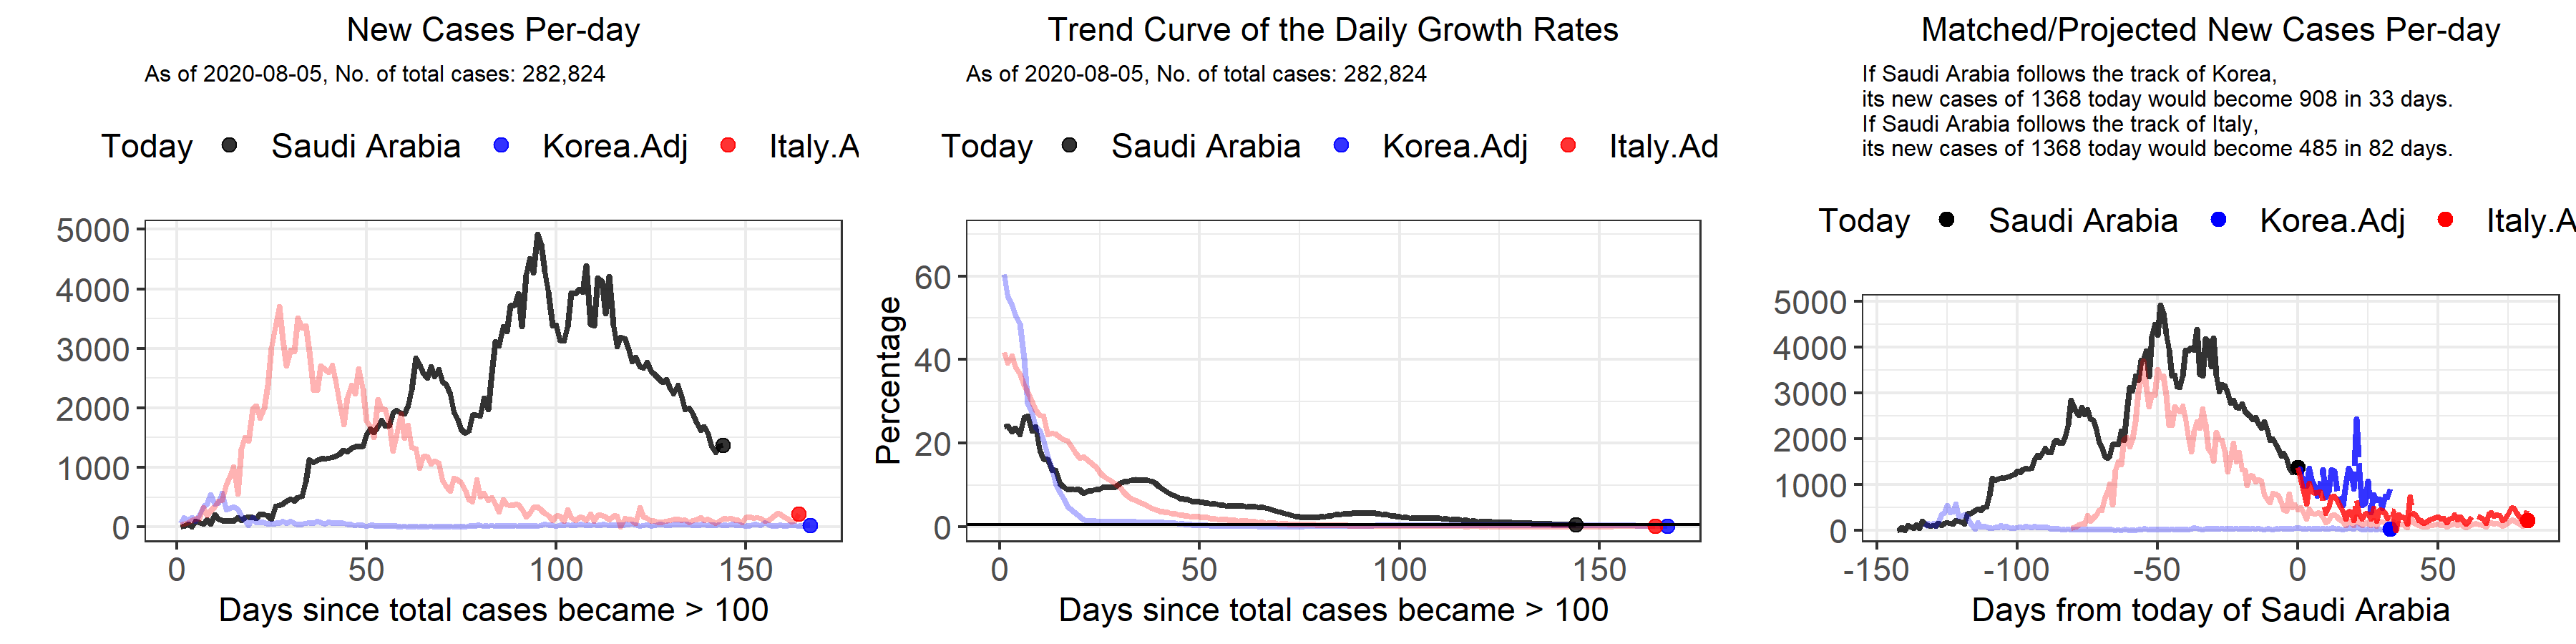 New Cases Per-day
As of 2020-08-05, No. of total cases: 282,824
Today Saudi Arabia Korea.Adj Italy.A
5000
4000
3000
2000
1000
0
0 50 100 150
Days since total cases became > 100
Trend Curve of the Daily Growth Rates
As of 2020-08-05, No. of total cases: 282,824
Today Saudi Arabia Korea.Adj Italy.Ad
Percentage
60
40
20
0
0 50 100 150
Days since total cases became > 100
Matched/Projected New Cases Per-day
If Saudi Arabia follows the track of Korea,
its new cases of 1368 today would become 908 in 33 days.
If Saudi Arabia follows the track of Italy,
its new cases of 1368 today would become 485 in 82 days.
Today Saudi Arabia Korea.Adj Italy.A
5000
4000
3000
2000
1000
0
-150 -100 -50 0 50
Days from today of Saudi Arabia